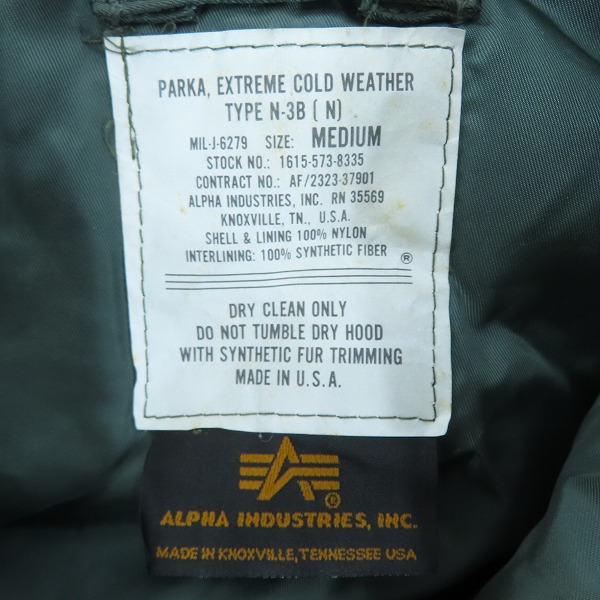 PARKA, EXTREME COLD WEATHER
TYPE N-3B ( N)
MIL-J-6279 SIZE: MEDIUM
STOCK NO.: 1615-573-8335
CONTRACT NO.: AF/2323-37901
ALPHA INDUSTRIES, INC. RN 35569
KNOXVILLE, TN., U.S.A.
SHELL & LINING 100% NYLON
INTERLINING: 100% SYNTHETIC FIBER ®
DRY CLEAN ONLY
DO NOT TUMBLE DRY HOOD
WITH SYNTHETIC FUR TRIMMING
MADE IN U.S.A.
®
ALPHA INDUSTRIES, INC.
MADE IN KNOXVILLE, TENNESSEE USA